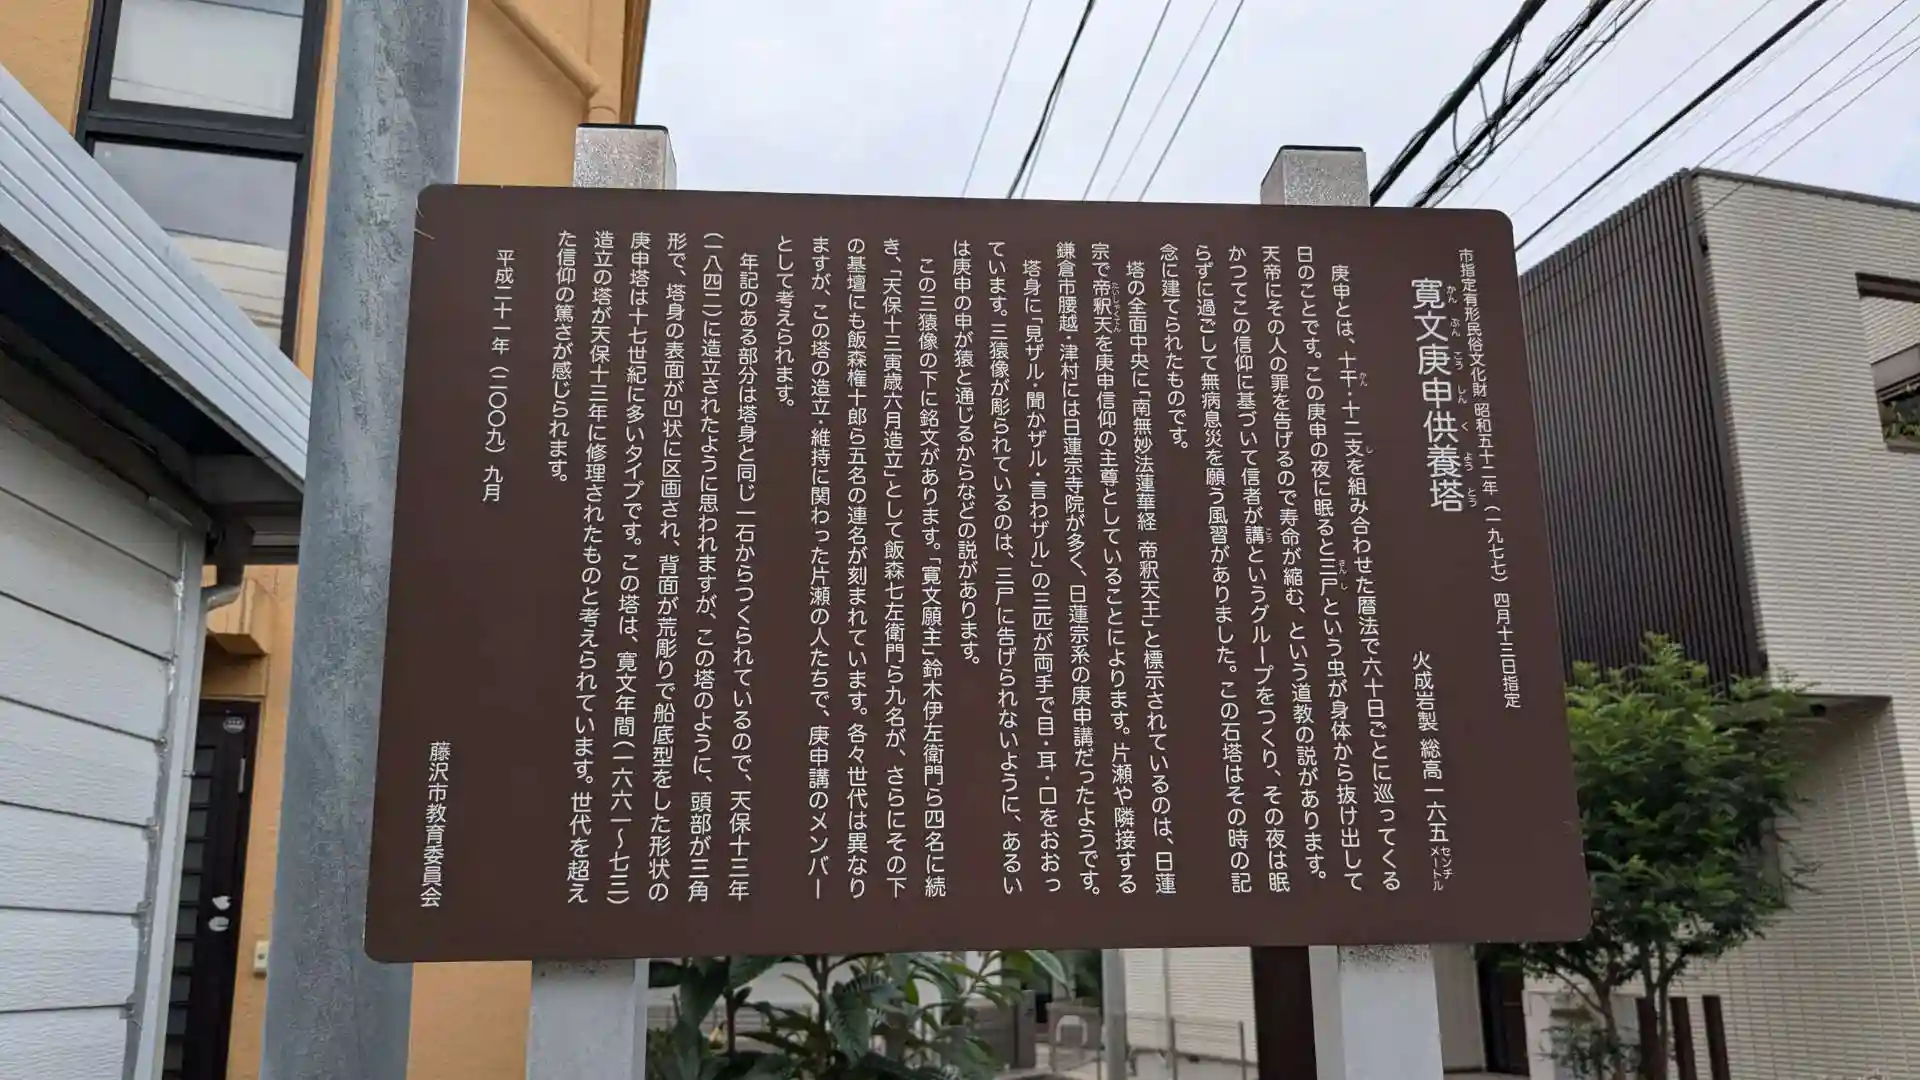 市指定有形民俗文化財 昭和五十二年（一九七七）四月十三日指定
寛文庚申供養塔
かんぶんこうしんくようとう
火成岩製 総高一六五センチメートル
庚申とは、十干・十二支を組み合わせた暦法で六十日ごとに巡ってくる
かん
し
日のことです。この庚申の夜に眠ると三尸という虫が身体から抜け出して
さんし
天帝にその人の罪を告げるので寿命が縮む、という道教の説があります。
かつてこの信仰に基づいて信者が講というグループをつくり、その夜は眠
こう
らずに過ごして無病息災を願う風習がありました。この石塔はその時の記
念に建てられたものです。
塔の全面中央に「南無妙法蓮華経 帝釈天王」と標示されているのは、日蓮
宗で帝釈天を庚申信仰の主尊としていることによります。片瀬や隣接する
たいしゃくてん
鎌倉市腰越・津村には日蓮宗寺院が多く、日蓮宗系の庚申講だったようです。
塔身に「見ザル・聞かザル・言わザル」の三匹が両手で目・耳・口をおおっ
ています。三猿像が彫られているのは、三尸に告げられないように、あるい
は庚申の申が猿と通じるからなどの説があります。
この三猿像の下に銘文があります。「寛文願主」鈴木伊左衛門ら四名に続
き、「天保十三寅歳六月造立」として飯森七左衛門ら九名が、さらにその下
の基壇にも飯森権十郎ら五名の連名が刻まれています。各々世代は異なり
ますが、この塔の造立・維持に関わった片瀬の人たちで、庚申講のメンバー
として考えられます。
年記のある部分は塔身と同じ一石からつくられているので、天保十三年
（一八四二）に造立されたように思われますが、この塔のように、頭部が三角
形で、塔身の表面が凹状に区画され、背面が荒彫りで船底型をした形状の
庚申塔は十七世紀に多いタイプです。この塔は、寛文年間（一六六一～七三）
造立の塔が天保十三年に修理されたものと考えられています。世代を超え
た信仰の篤さが感じられます。
平成二十一年（二〇〇九）九月
藤沢市教育委員会